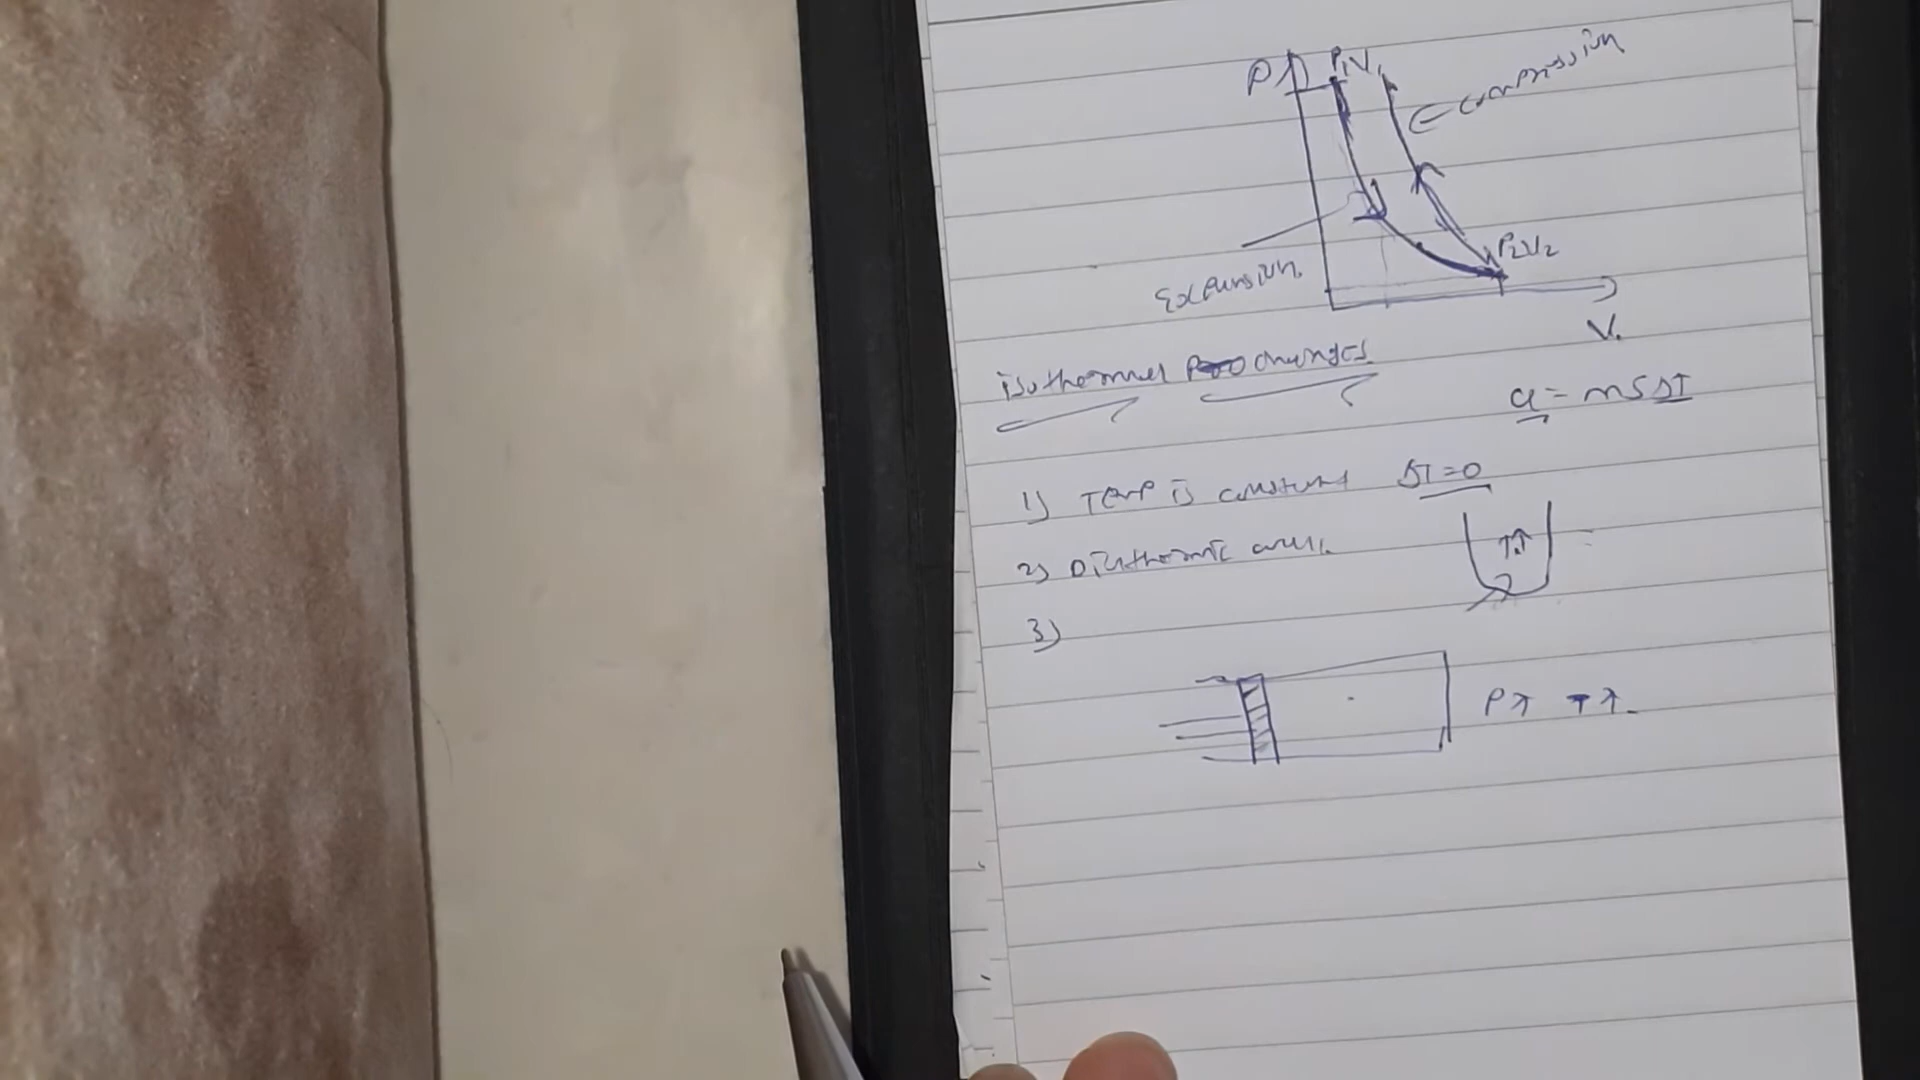 P P₁V₁
← compression
P₂V₂
Expansion.
V.
isothermal changes
Q = mSΔT
1) Temp is constant ΔT=0
2) Diathermic wall.
3)
P↑ T↑